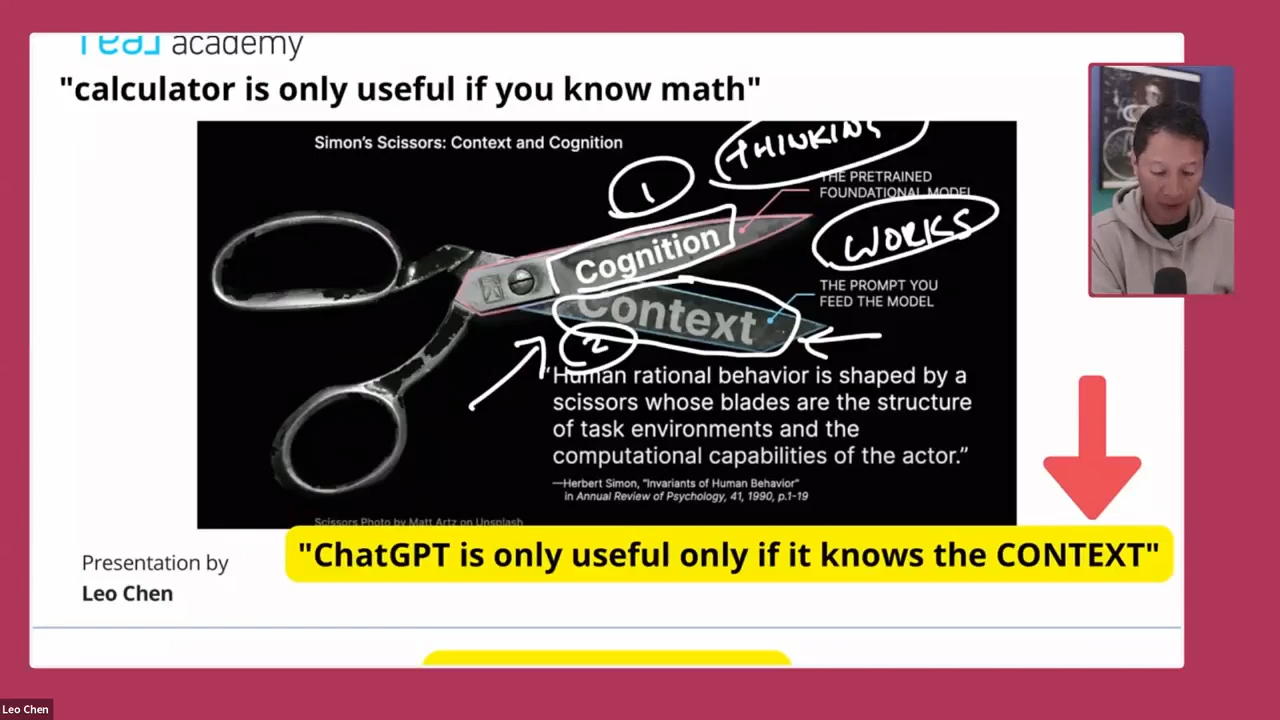 real academy
"calculator is only useful if you know math"
Simon's Scissors: Context and Cognition
THINKING
1
THE PRETRAINED
FOUNDATIONAL MODEL
WORKS
Cognition
THE PROMPT YOU
FEED THE MODEL
Context
2
"Human rational behavior is shaped by a
scissors whose blades are the structure
of task environments and the
computational capabilities of the actor."
—Herbert Simon, "Invariants of Human Behavior"
in Annual Review of Psychology, 41, 1990, p.1-19
Scissors Photo by Matt Artz on Unsplash
"ChatGPT is only useful only if it knows the CONTEXT"
Presentation by
Leo Chen
Leo Chen